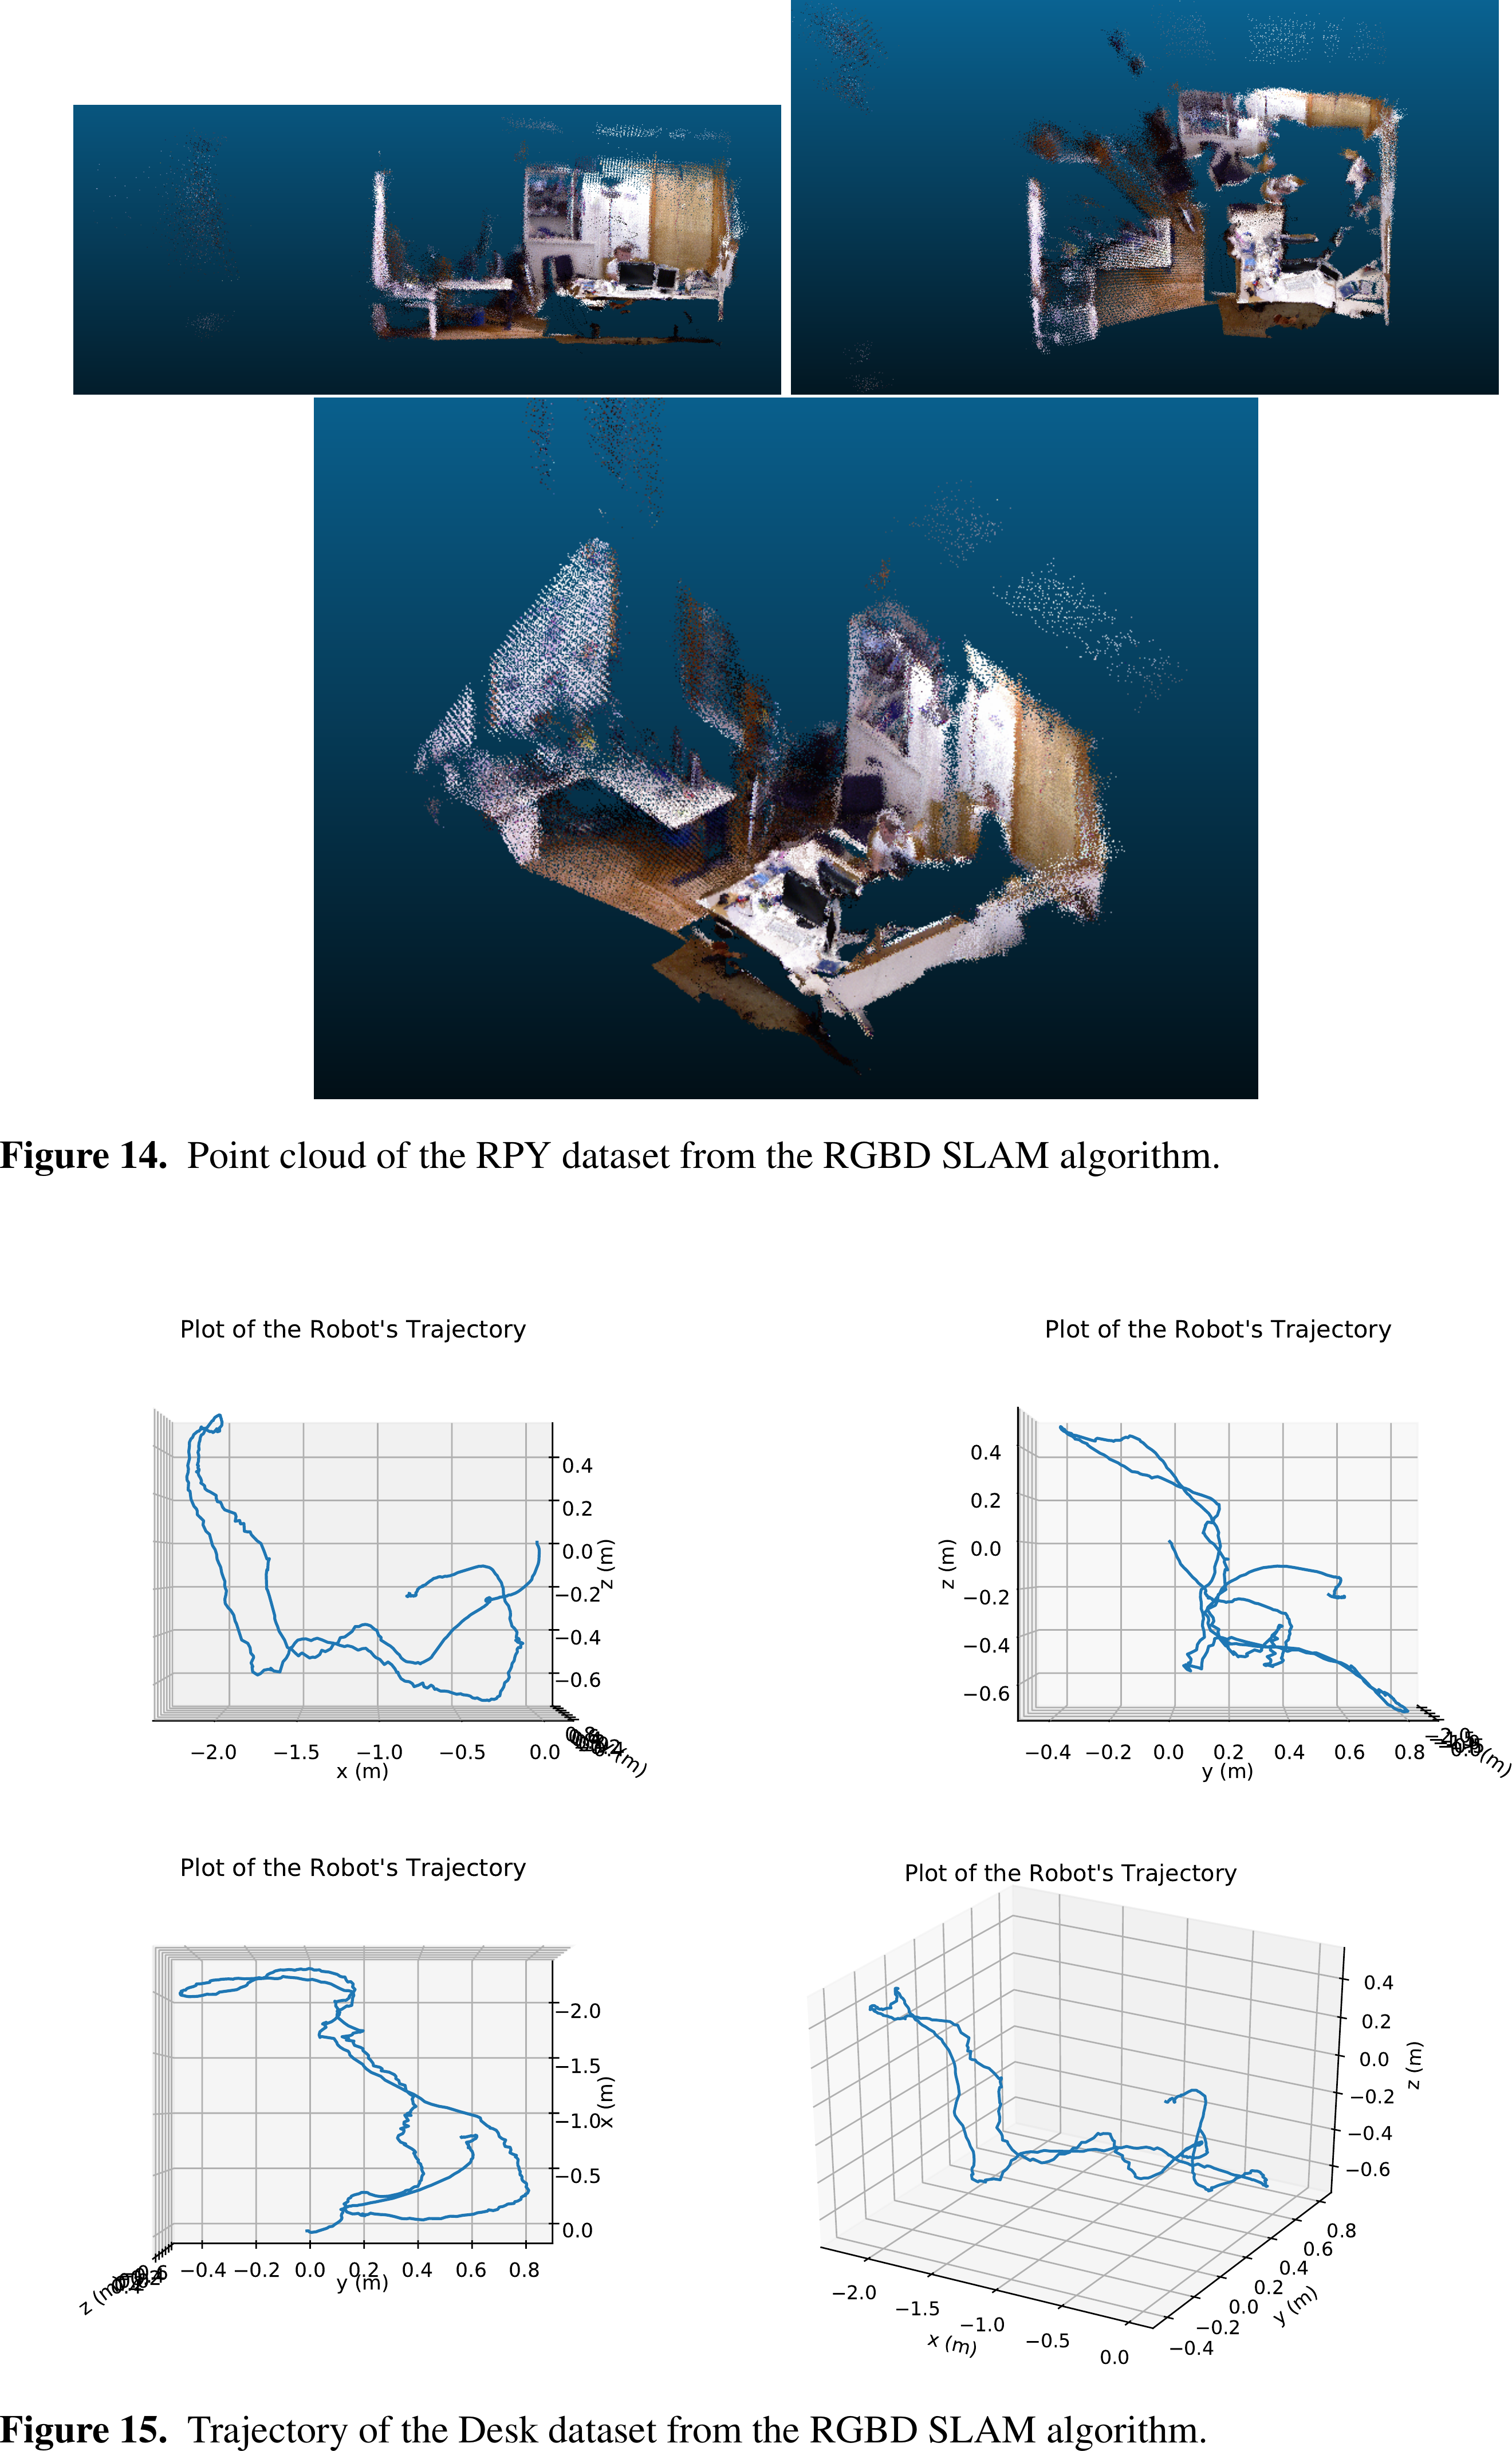 Figure 14. Point cloud of the RPY dataset from the RGBD SLAM algorithm.
Plot of the Robot's Trajectory
0.4
0.2
0.0
−0.2
−0.4
−0.6
z (m)
−2.0 −1.5 −1.0 −0.5 0.0
x (m)
Plot of the Robot's Trajectory
0.4
0.2
0.0
−0.2
−0.4
−0.6
z (m)
−0.4 −0.2 0.0 0.2 0.4 0.6 0.8
y (m)
Plot of the Robot's Trajectory
−2.0
−1.5
−1.0
−0.5
0.0
x (m)
−0.4 −0.2 0.0 0.2 0.4 0.6 0.8
y (m)
z (m)
Plot of the Robot's Trajectory
0.4
0.2
0.0
−0.2
−0.4
−0.6
z (m)
0.8
0.6
0.4
0.2
0.0
−0.2
−0.4
y (m)
−2.0
−1.5
−1.0
−0.5
0.0
x (m)
Figure 15. Trajectory of the Desk dataset from the RGBD SLAM algorithm.